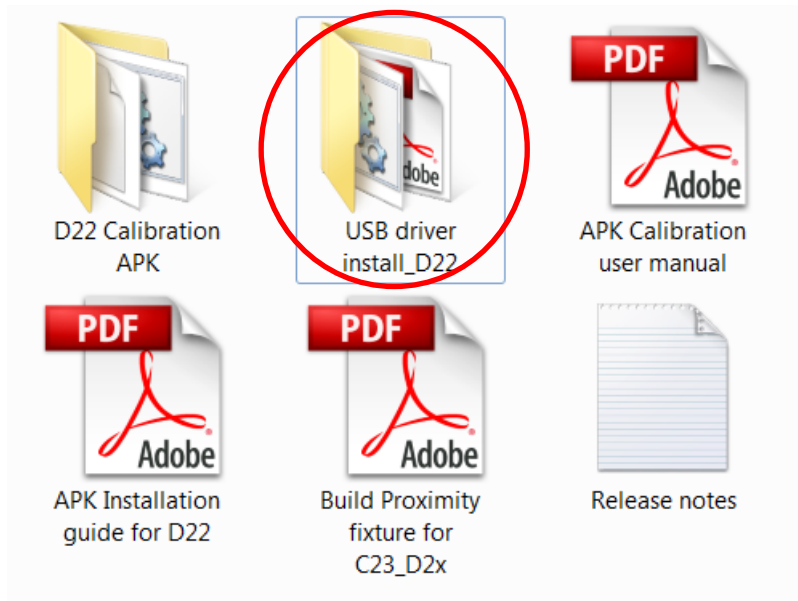 PDF
dobe
Adobe
D22 Calibration
APK
USB driver
install_D22
APK Calibration
user manual
PDF
Adobe
PDF
Adobe
APK Installation
guide for D22
Build Proximity
fixture for
C23_D2x
Release notes